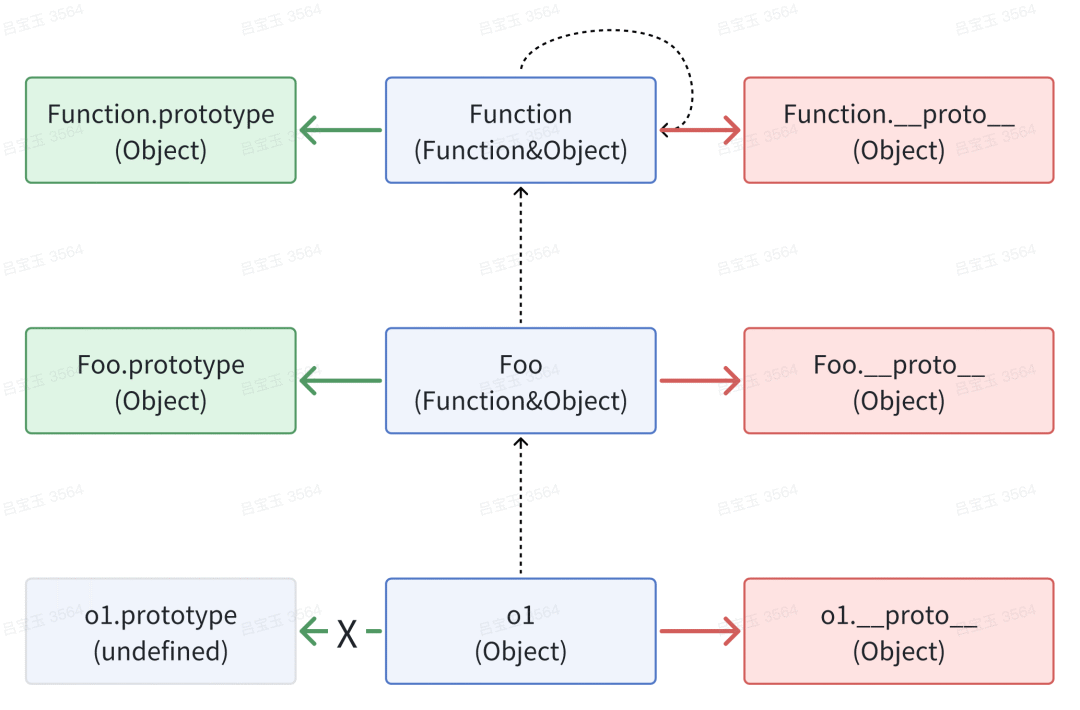 Function.prototype
(Object)
Function
(Function&Object)
Function.__proto__
(Object)
Foo.prototype
(Object)
Foo
(Function&Object)
Foo.__proto__
(Object)
o1.prototype
(undefined)
X
o1
(Object)
o1.__proto__
(Object)
吕宝玉 3564